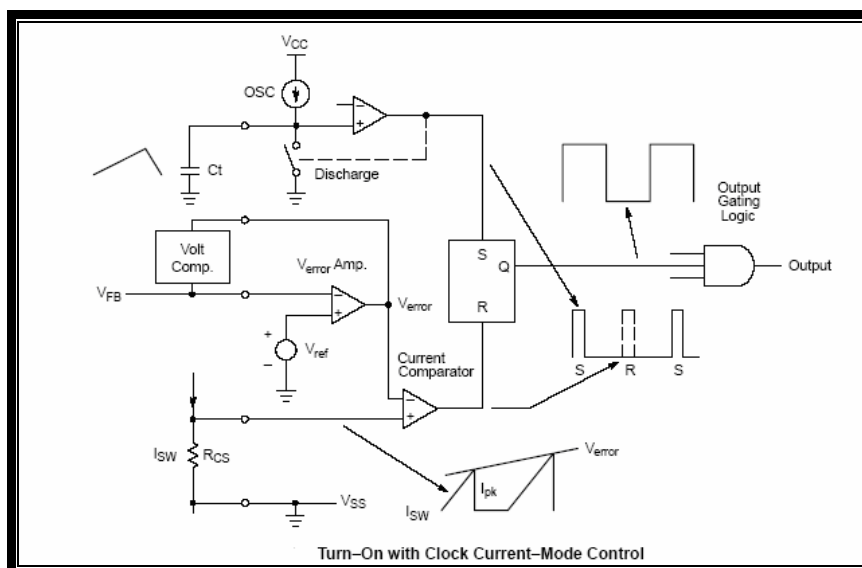 VCC
OSC
Ct
Discharge
Output
Gating
Logic
Volt
Comp.
Verror Amp.
S
Q
R
Output
VFB
Verror
+
−
Vref
Current
Comparator
S R S
ISW
RCS
VSS
Verror
Ipk
ISW
Turn–On with Clock Current–Mode Control